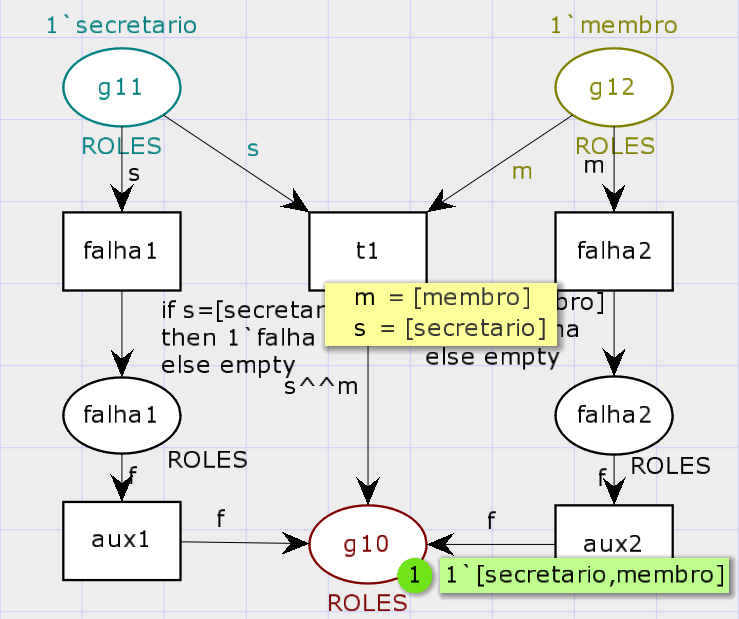 1`secretario
1`membro
g11
g12
ROLES
ROLES
s
s
m
m
falha1
t1
falha2
m = [membro]
s = [secretario]
if s=[secretar
then 1`falha
else empty
bro]
ha
else empty
s^^m
falha1
falha2
ROLES
ROLES
f
f
aux1
f
g10
f
aux2
1
1`[secretario,membro]
ROLES